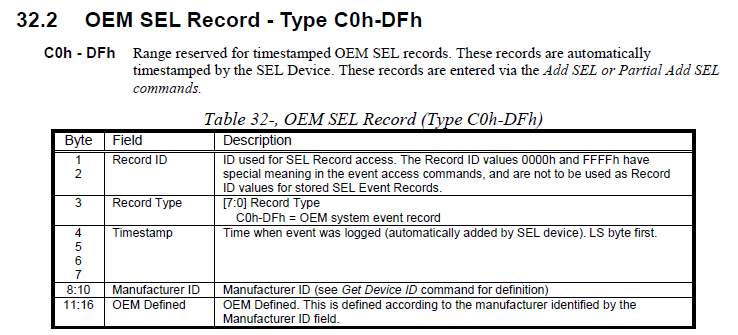 32.2 OEM SEL Record - Type C0h-DFh
C0h - DFh Range reserved for timestamped OEM SEL records. These records are automatically
timestamped by the SEL Device. These records are entered via the Add SEL or Partial Add SEL
commands.
Table 32-, OEM SEL Record (Type C0h-DFh)
Byte Field Description
1 Record ID ID used for SEL Record access. The Record ID values 0000h and FFFFh have
2 special meaning in the event access commands, and are not to be used as Record
ID values for stored SEL Event Records.
3 Record Type [7:0] Record Type
C0h-DFh = OEM system event record
4 Timestamp Time when event was logged (automatically added by SEL device). LS byte first.
5
6
7
8:10 Manufacturer ID Manufacturer ID (see Get Device ID command for definition)
11:16 OEM Defined OEM Defined. This is defined according to the manufacturer identified by the
Manufacturer ID field.